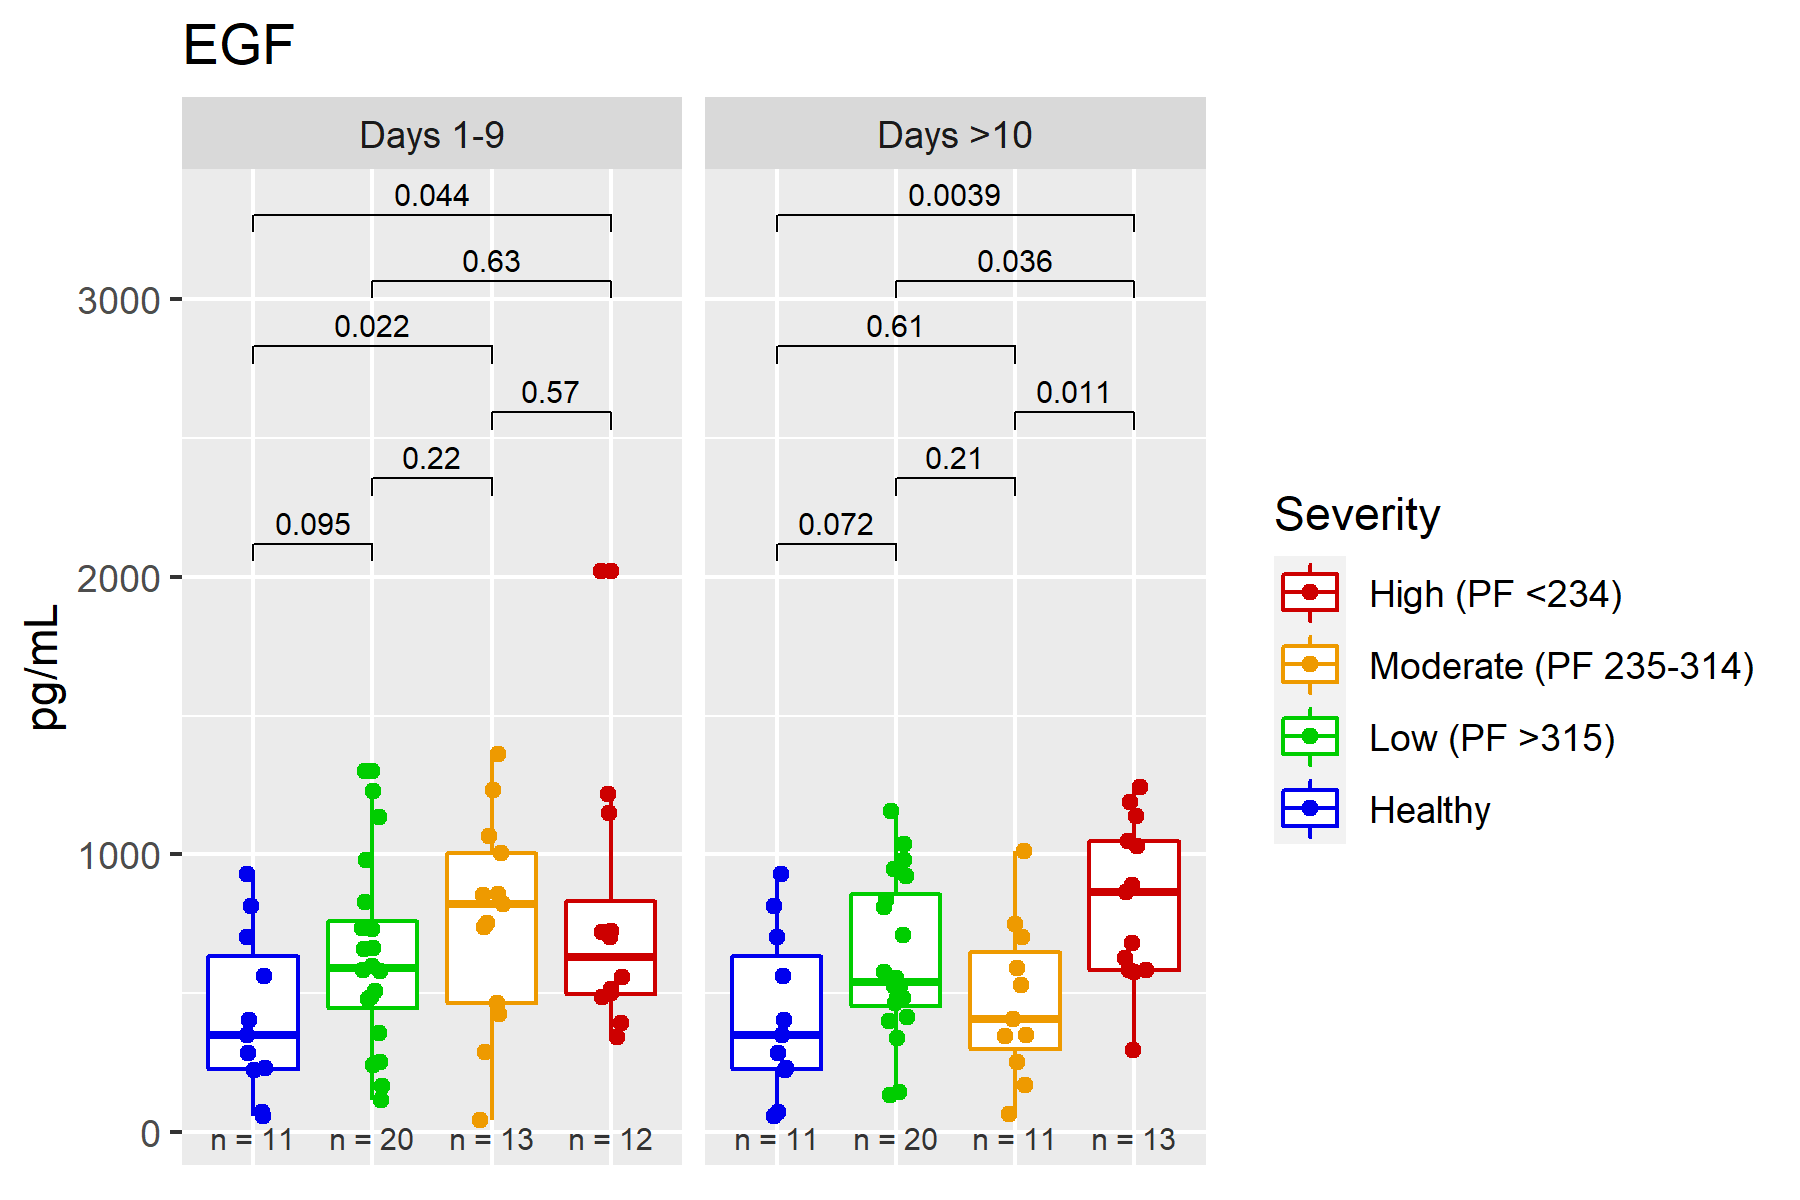 EGF
Days 1-9
Days >10
0.044
0.0039
0.63
0.036
3000
0.022
0.61
0.57
0.011
0.22
0.21
0.095
0.072
2000
1000
0
pg/mL
n = 11
n = 20
n = 13
n = 12
n = 11
n = 20
n = 11
n = 13
Severity
High (PF <234)
Moderate (PF 235-314)
Low (PF >315)
Healthy